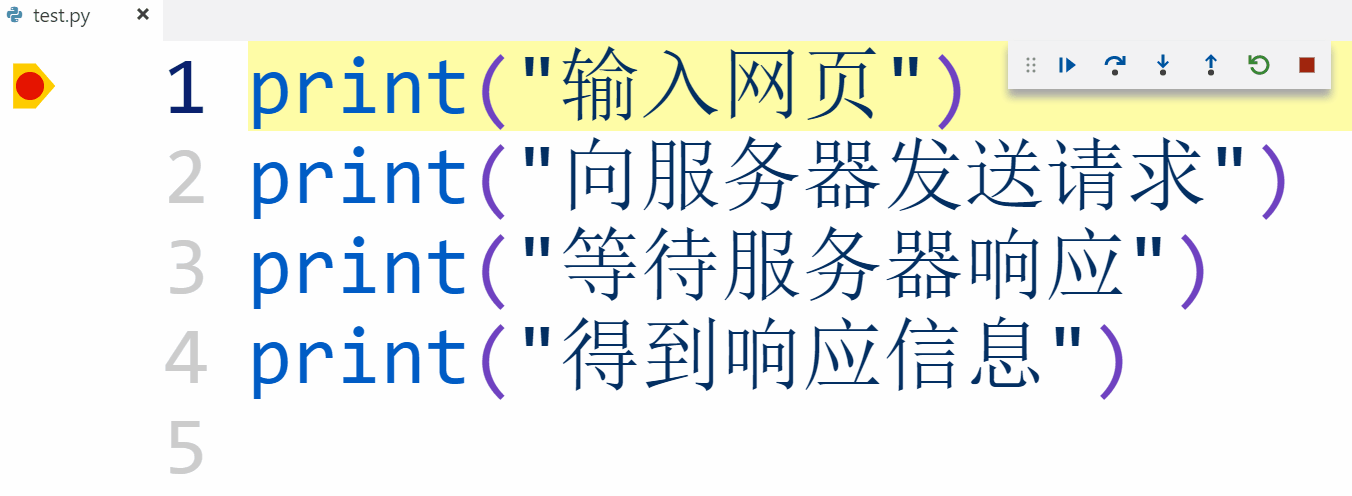 test.py
1 print("输入网页")
2 print("向服务器发送请求")
3 print("等待服务器响应")
4 print("得到响应信息")
5